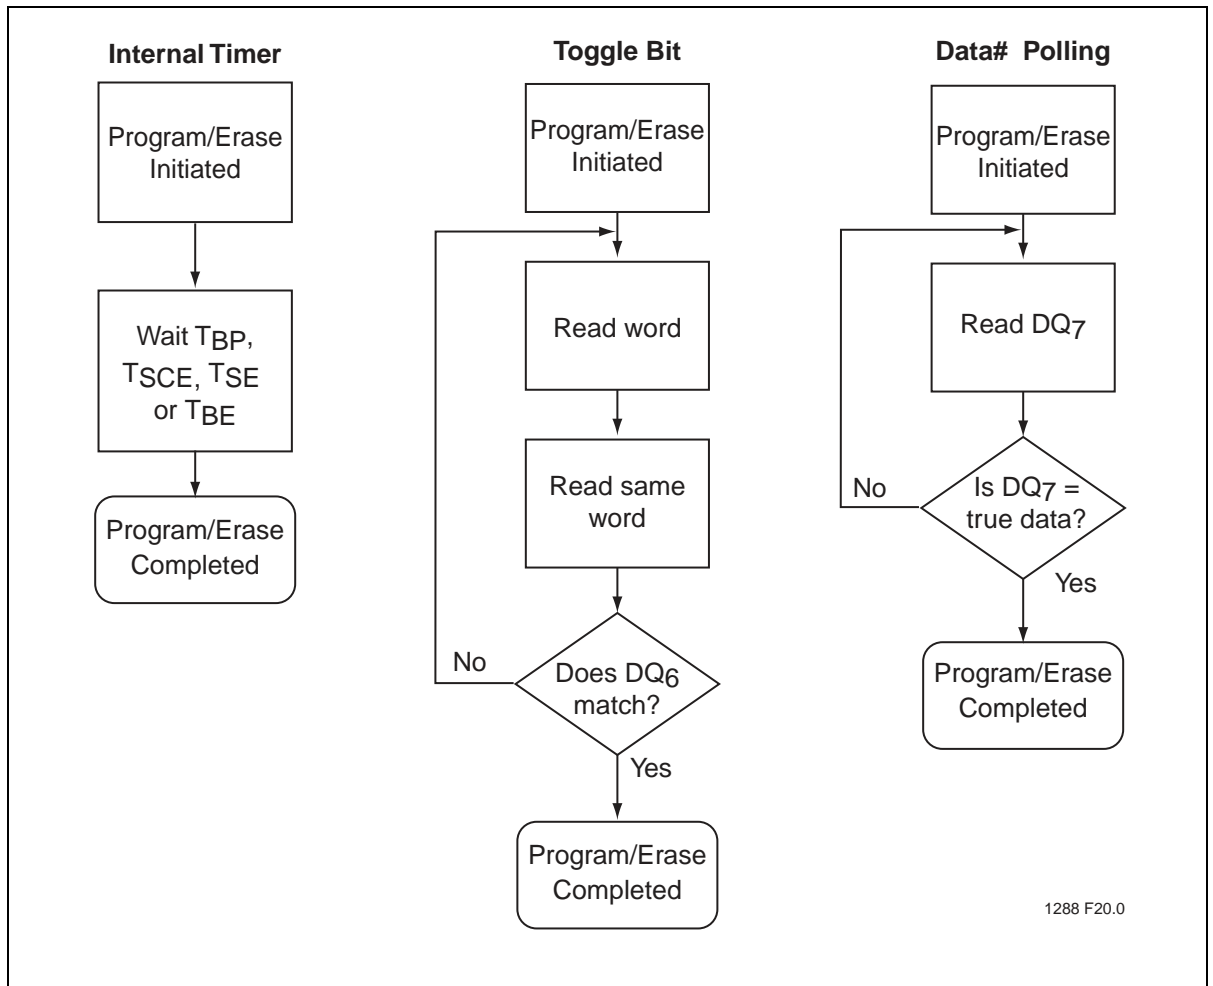 Internal Timer
Program/Erase
Initiated
Wait TBP,
TSCE, TSE
or TBE
Program/Erase
Completed
Toggle Bit
Program/Erase
Initiated
Read word
Read same
word
No
Does DQ6
match?
Yes
Program/Erase
Completed
Data# Polling
Program/Erase
Initiated
Read DQ7
No
Is DQ7 =
true data?
Yes
Program/Erase
Completed
1288 F20.0